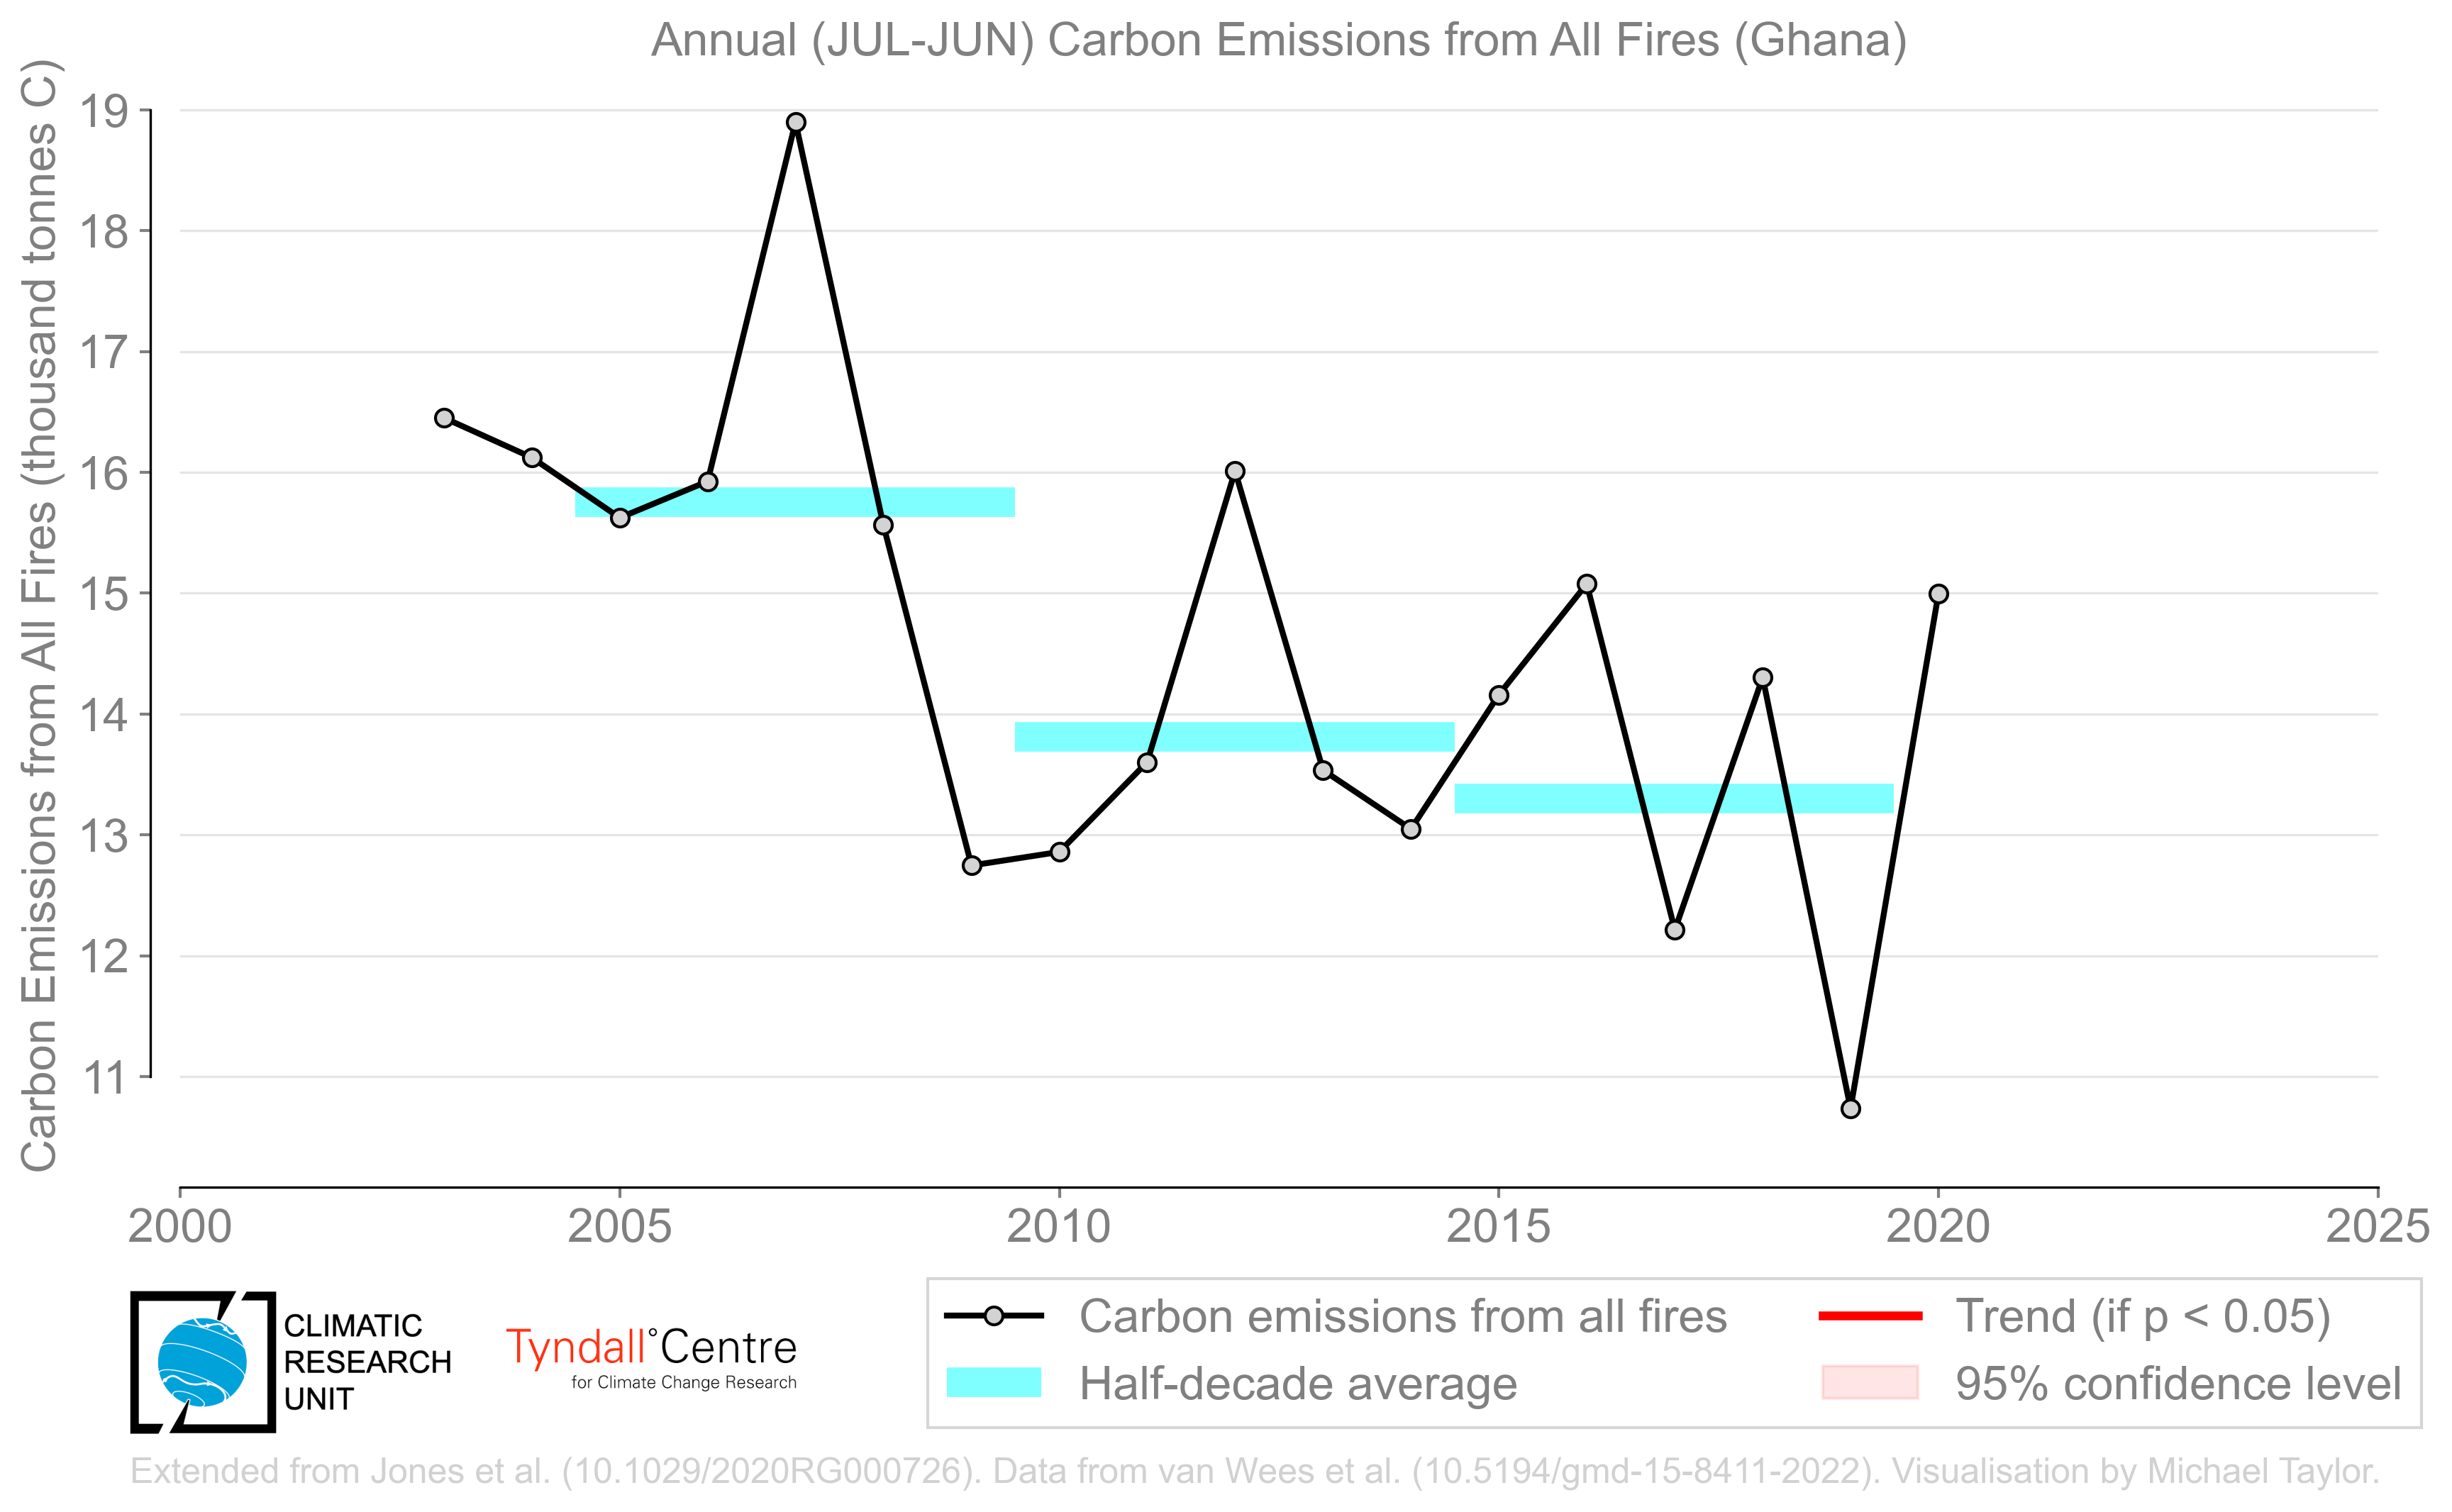 Annual (JUL-JUN) Carbon Emissions from All Fires (Ghana)
Carbon Emissions from All Fires (thousand tonnes C)
19
18
17
16
15
14
13
12
11
2000
2005
2010
2015
2020
2025
CLIMATIC
RESEARCH
UNIT
Tyndall°Centre
for Climate Change Research
Carbon emissions from all fires
Half-decade average
Trend (if p < 0.05)
95% confidence level
Extended from Jones et al. (10.1029/2020RG000726). Data from van Wees et al. (10.5194/gmd-15-8411-2022). Visualisation by Michael Taylor.